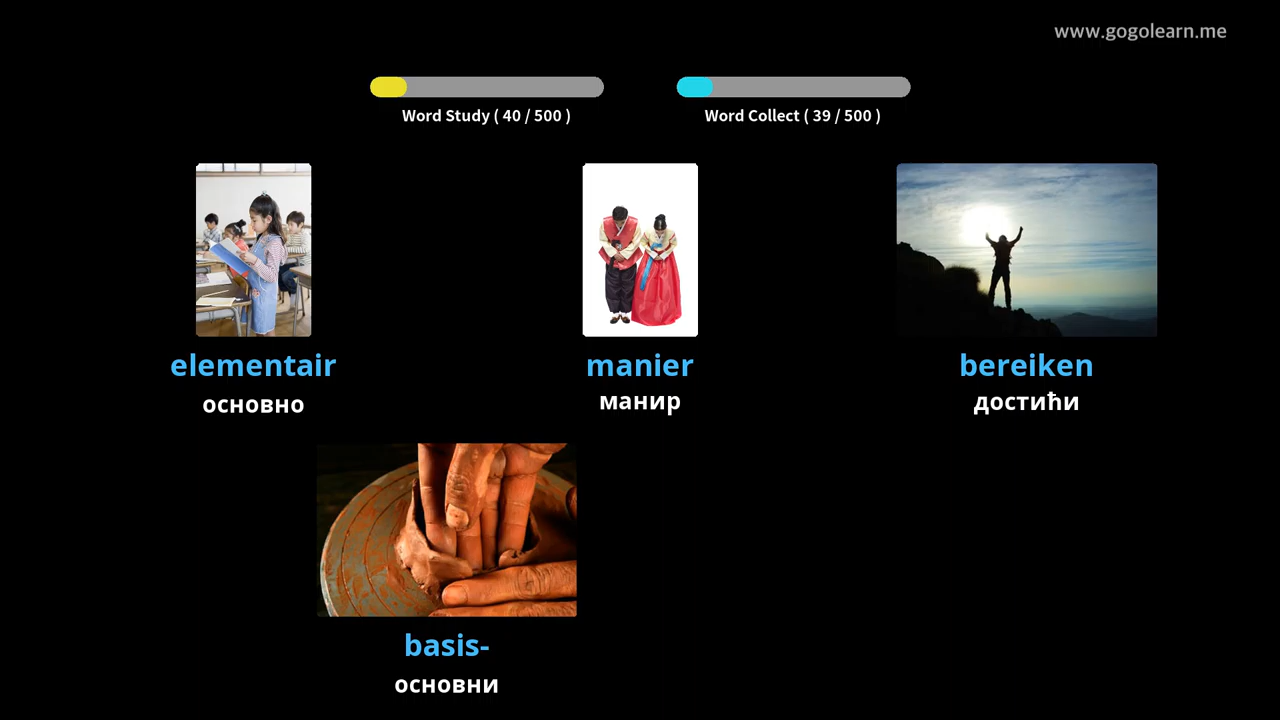 www.gogolearn.me
Word Study ( 40 / 500 )
Word Collect ( 39 / 500 )
elementair
основно
manier
манир
bereiken
достићи
basis-
основни